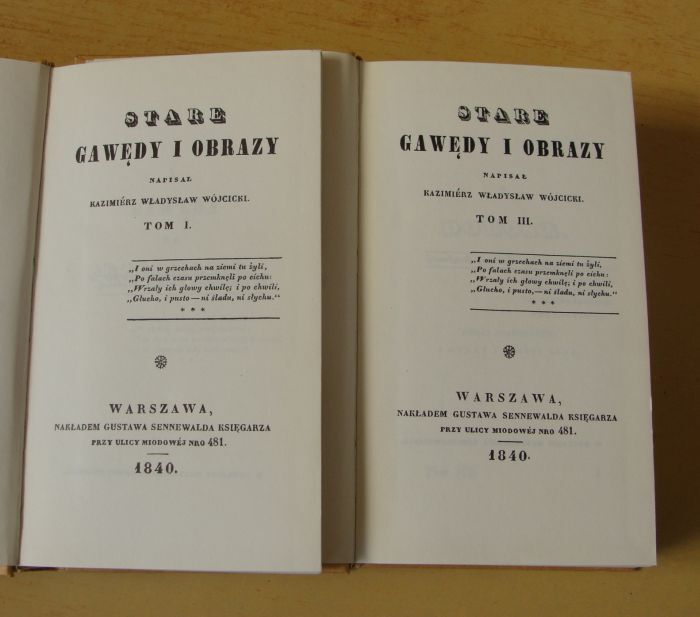 STARE
GAWĘDY I OBRAZY
NAPISAŁ
KAZIMIÉRZ WŁADYSŁAW WÓJCICKI.
TOM I.
„I oni w grzechach na ziemi tu żyli,
„Po falach czasu przemknęli po cichu:
„Wrzały ich głowy chwilę; i po chwili,
„Głucho, i pusto—ni śladu, ni słychu.“
* * *
WARSZAWA,
NAKŁADEM GUSTAWA SENNEWALDA KSIĘGARZA
PRZY ULICY MIODOWÉJ NRO 481.
1840.
STARE
GAWĘDY I OBRAZY
NAPISAŁ
KAZIMIÉRZ WŁADYSŁAW WÓJCICKI.
TOM III.
„I oni w grzechach na ziemi tu żyli,
„Po falach czasu przemknęli po cichu:
„Wrzały ich głowy chwilę; i po chwili,
„Głucho, i pusto,—ni śladu, ni słychu.“
* * *
WARSZAWA,
NAKŁADEM GUSTAWA SENNEWALDA KSIĘGARZA
PRZY ULICY MIODOWÉJ NRO 481.
1840.